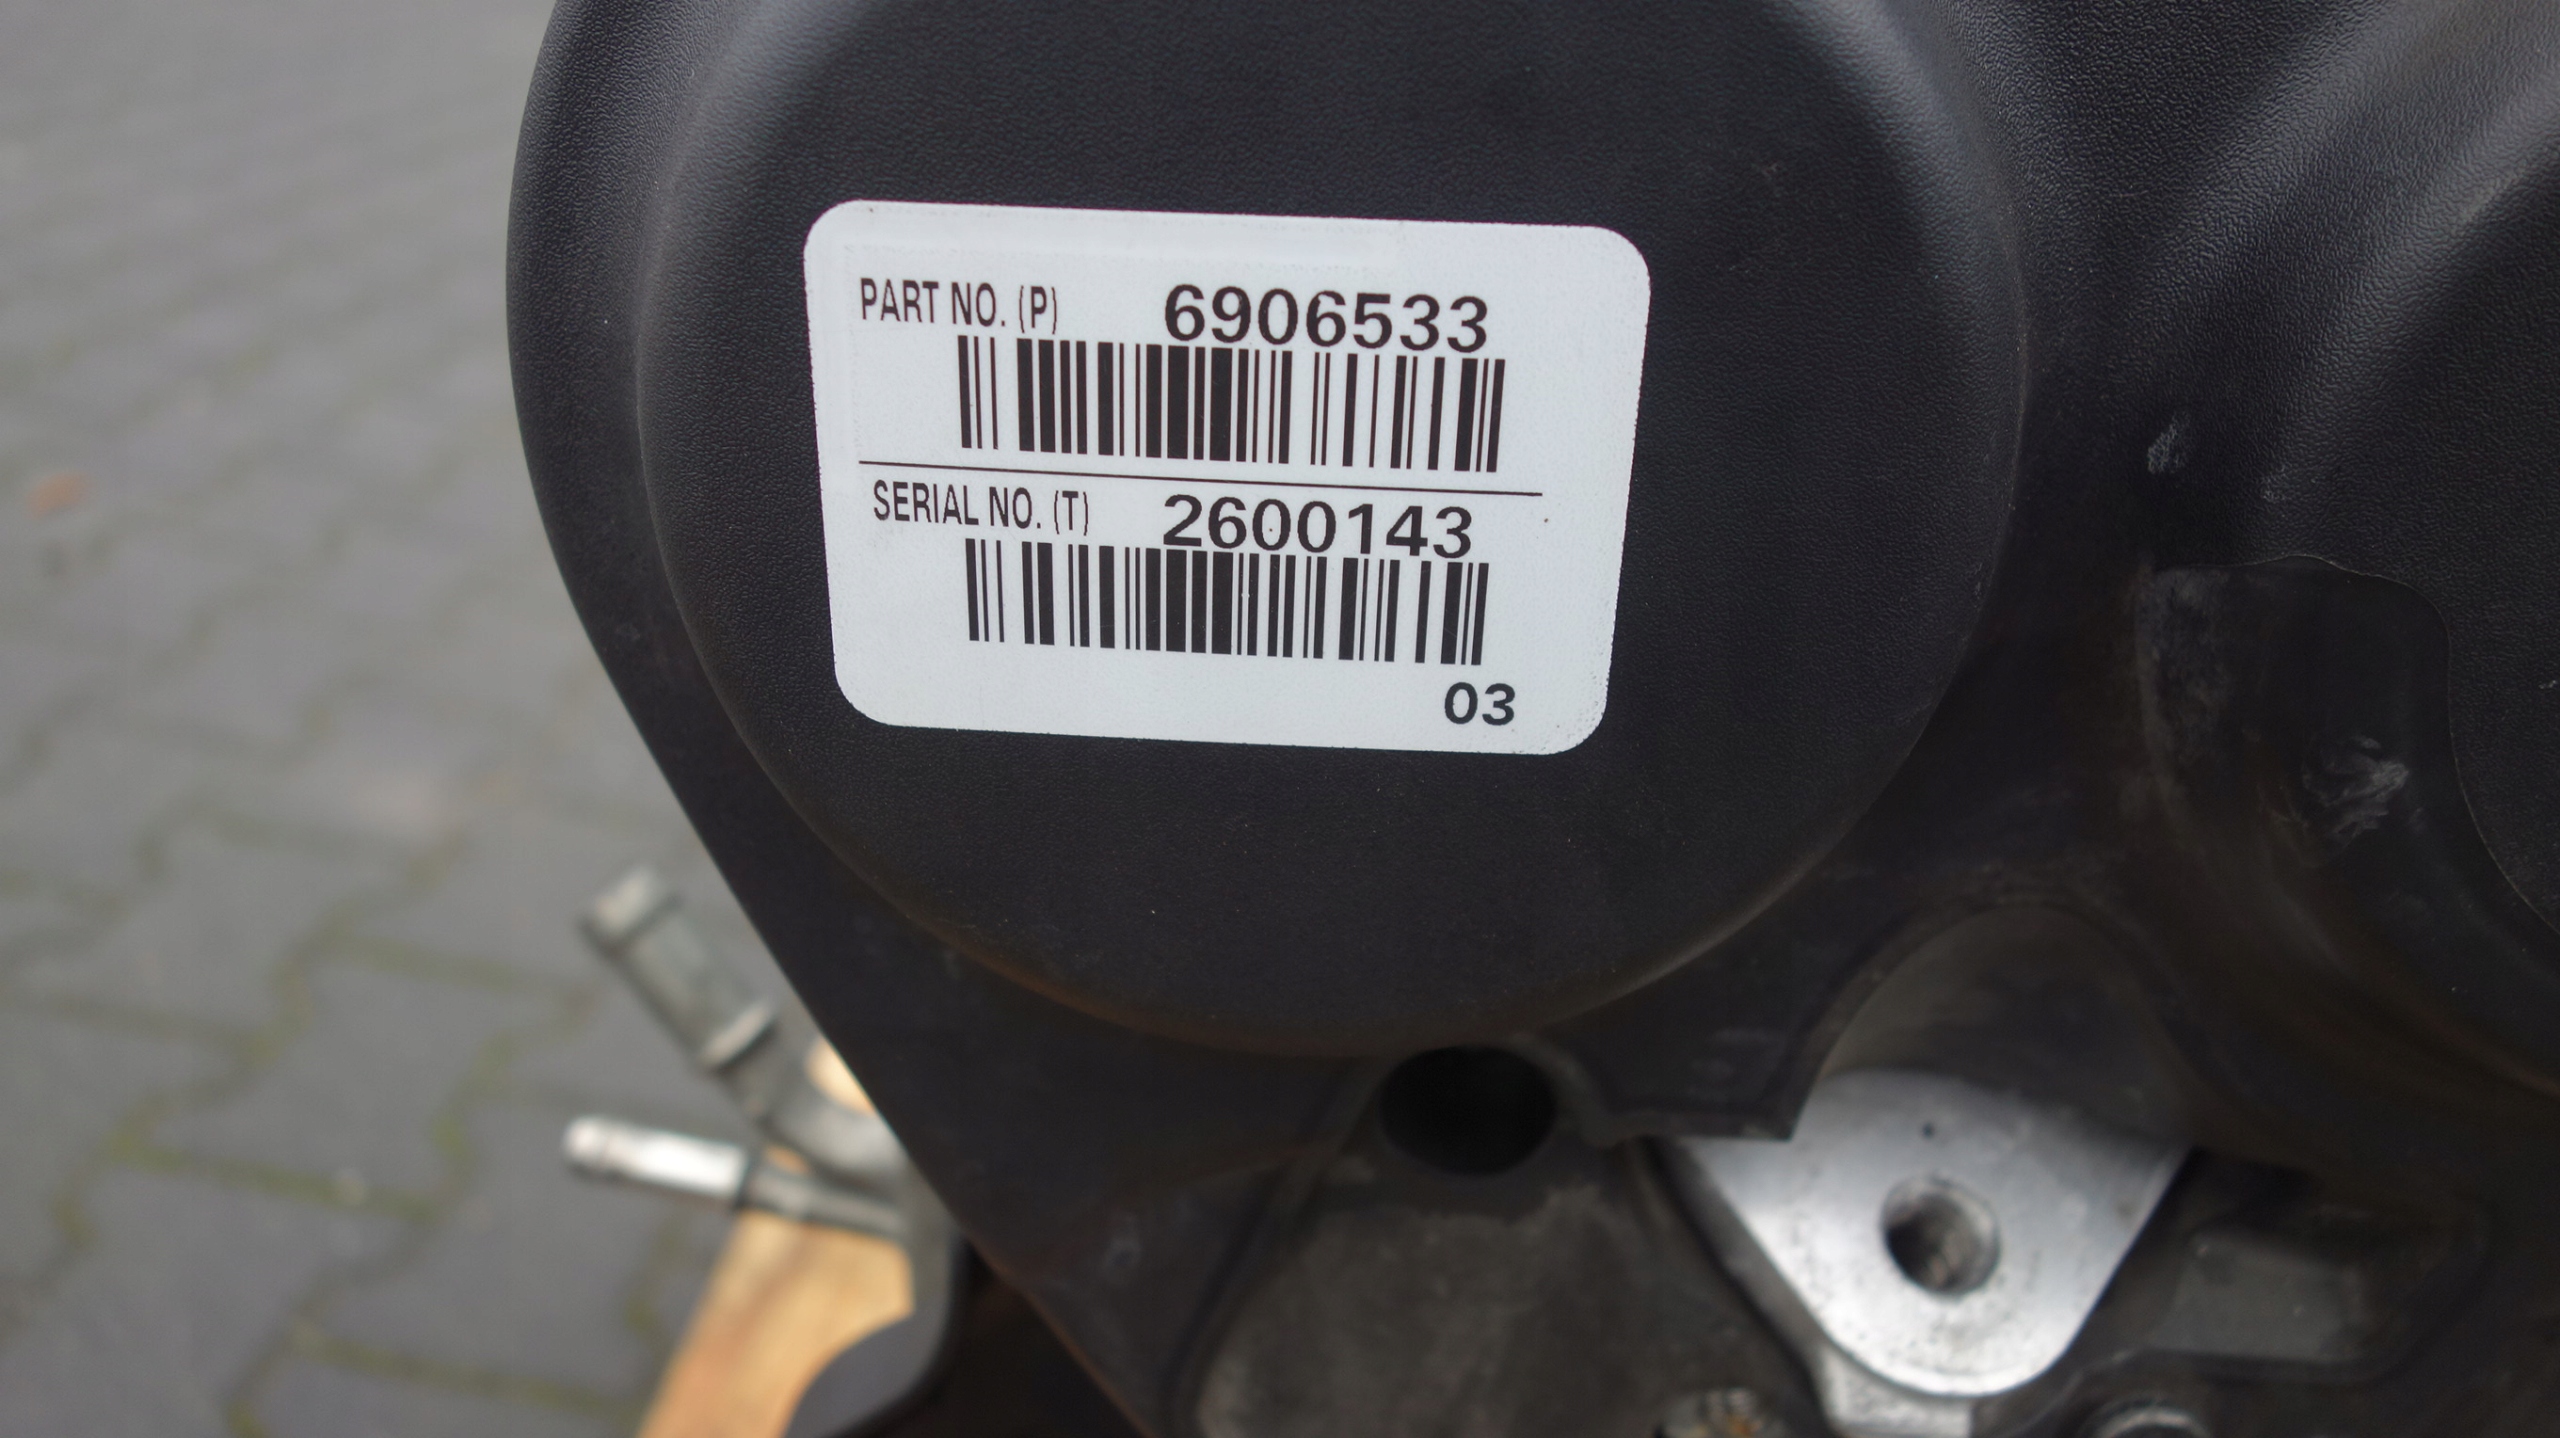 PART NO. (P) 6906533
SERIAL NO. (T) 2600143
03